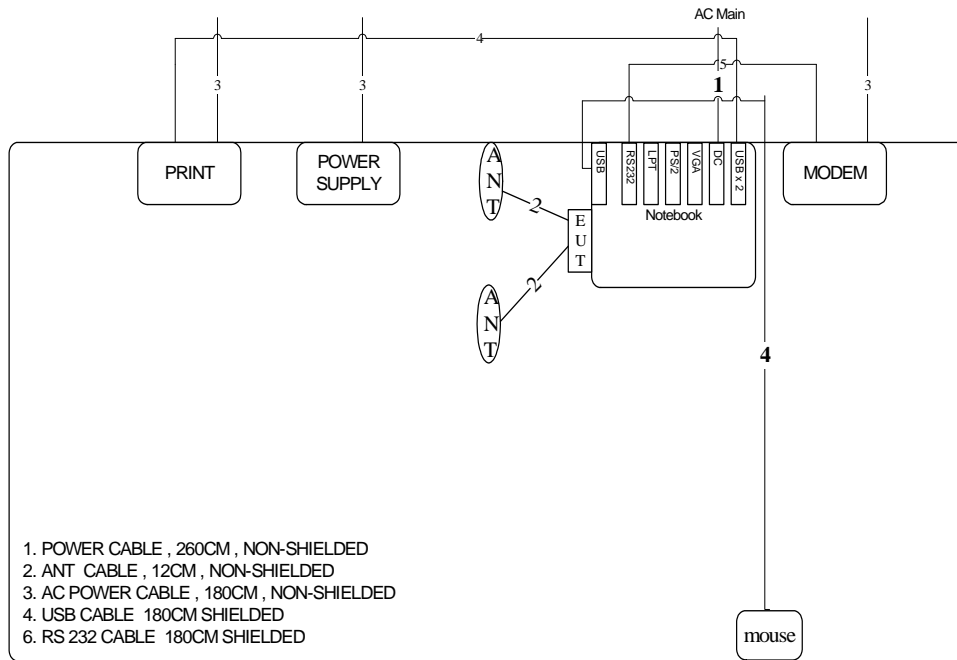 AC Main
4
5
3
3
1
3
PRINT
POWER
SUPPLY
A
N
T
USB
RS232
LPT
PS/2
VGA
DC
USB x 2
MODEM
2
E
U
T
Notebook
2
A
N
T
4
1. POWER CABLE , 260CM , NON-SHIELDED
2. ANT CABLE , 12CM , NON-SHIELDED
3. AC POWER CABLE , 180CM , NON-SHIELDED
4. USB CABLE 180CM SHIELDED
6. RS 232 CABLE 180CM SHIELDED
mouse